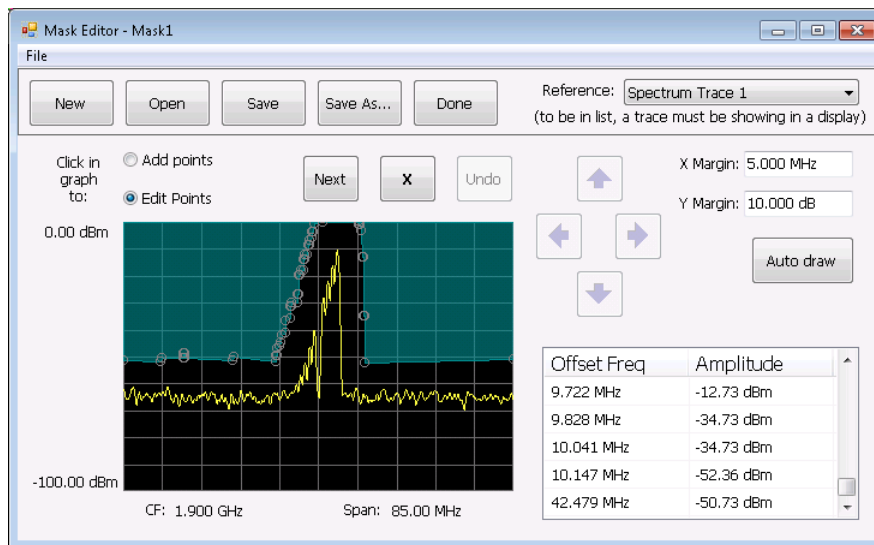 Mask Editor - Mask1
File
New
Open
Save
Save As...
Done
Reference:
Spectrum Trace 1
(to be in list, a trace must be showing in a display)
Click in
graph
to:
Add points
Edit Points
Next
X
Undo
X Margin: 5.000 MHz
Y Margin: 10.000 dB
Auto draw
0.00 dBm
-100.00 dBm
CF: 1.900 GHz
Span: 85.00 MHz
Offset Freq Amplitude
9.722 MHz -12.73 dBm
9.828 MHz -34.73 dBm
10.041 MHz -34.73 dBm
10.147 MHz -52.36 dBm
42.479 MHz -50.73 dBm